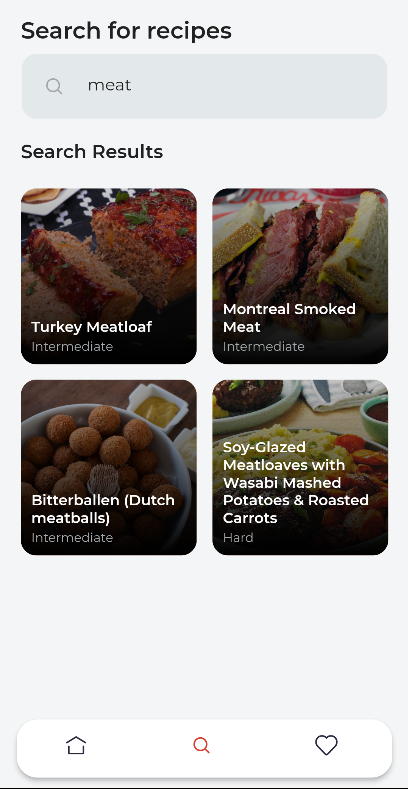 Search for recipes
meat
Search Results
Turkey Meatloaf
Intermediate
Montreal Smoked
Meat
Intermediate
Bitterballen (Dutch
meatballs)
Intermediate
Soy-Glazed
Meatloaves with
Wasabi Mashed
Potatoes & Roasted
Carrots
Hard